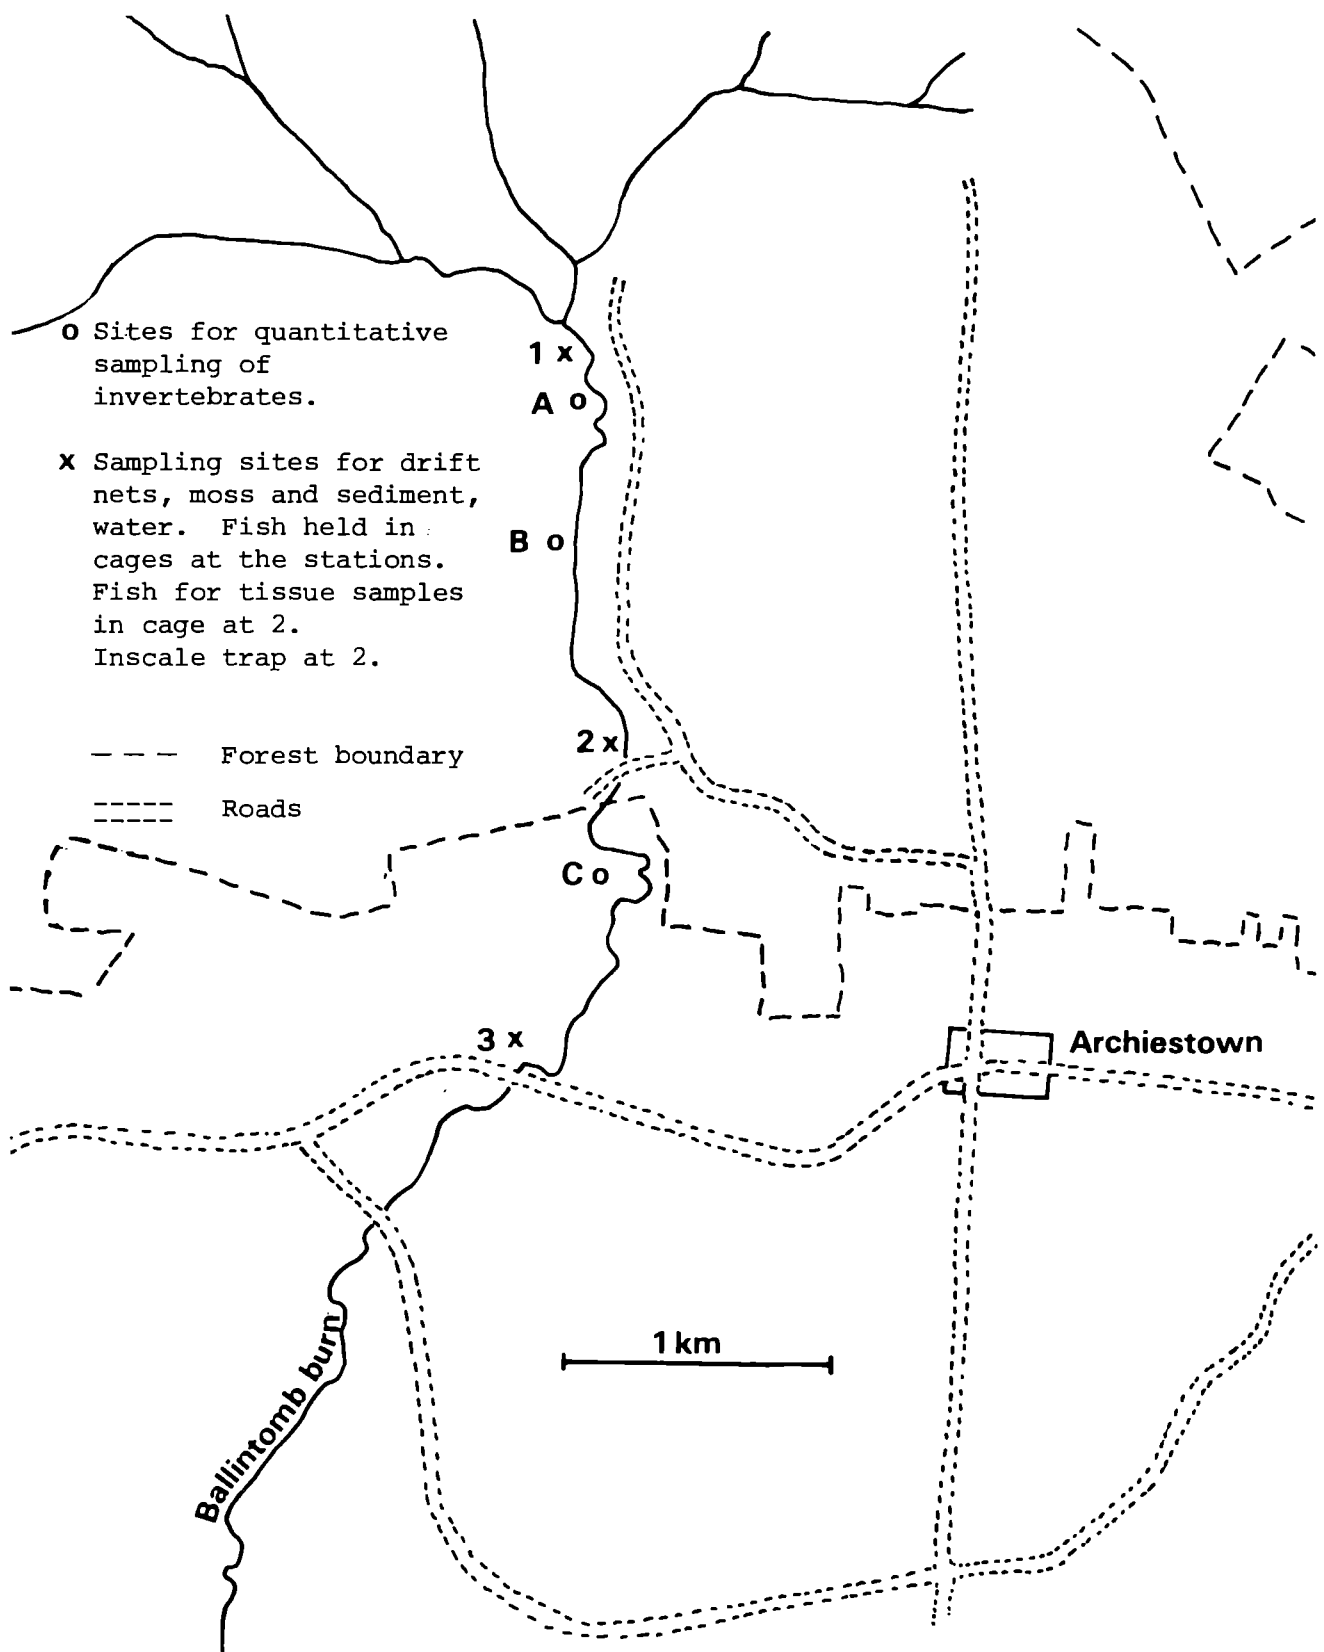 o Sites for quantitative
sampling of
invertebrates.
x Sampling sites for drift
nets, moss and sediment,
water. Fish held in
cages at the stations.
Fish for tissue samples
in cage at 2.
Inscale trap at 2.
Forest boundary
Roads
1 x
A o
B o
2 x
C o
3 x
Archiestown
1 km
Ballintomb burn